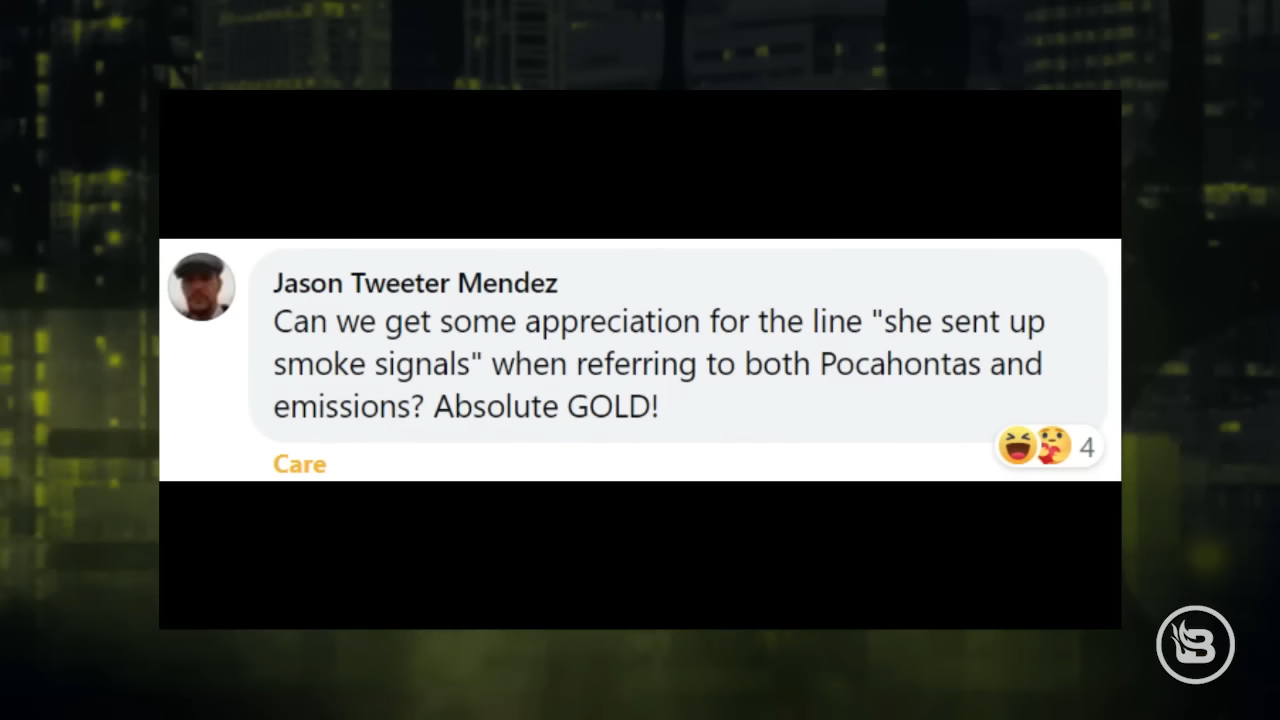 Jason Tweeter Mendez
Can we get some appreciation for the line "she sent up
smoke signals" when referring to both Pocahontas and
emissions? Absolute GOLD!
4
Care
B